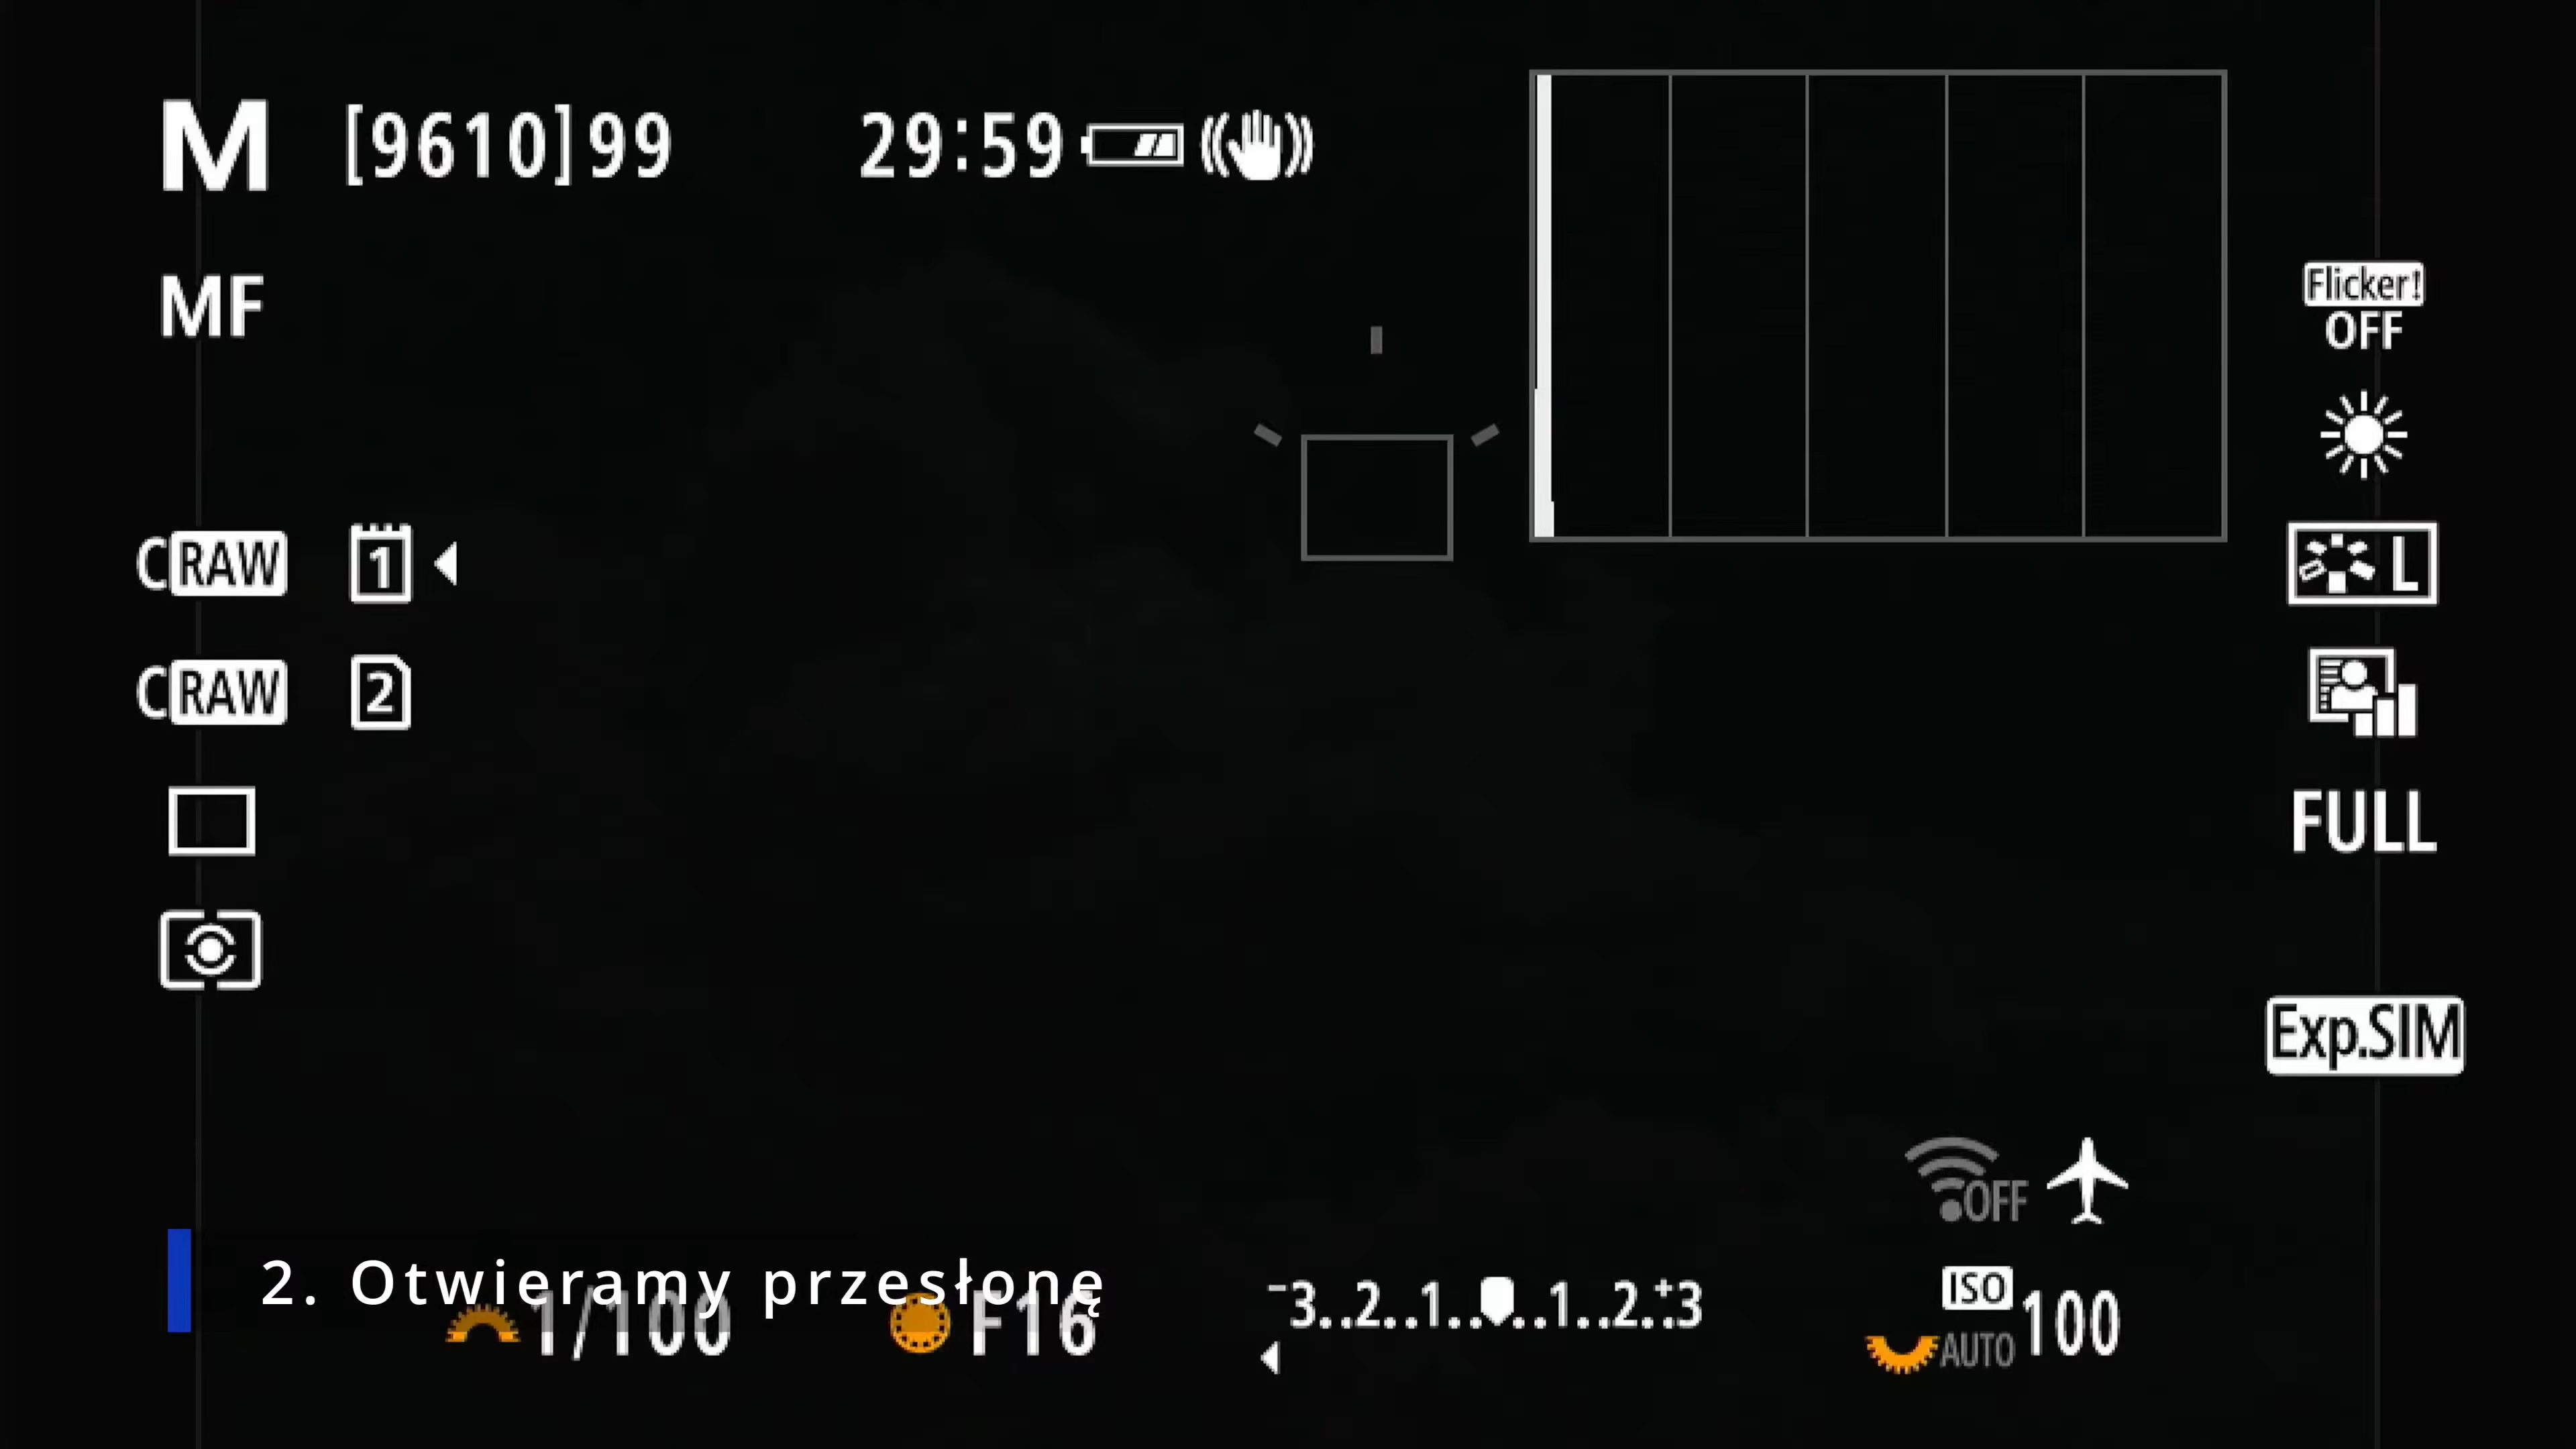 M [9610]99 29:59
MF
Flicker!
OFF
CRAW 1
L
CRAW 2
FULL
Exp.SIM
OFF
2. Otwieramy przesłonę
1/100 F16 -3..2..1....1..2..+3 ISO AUTO 100